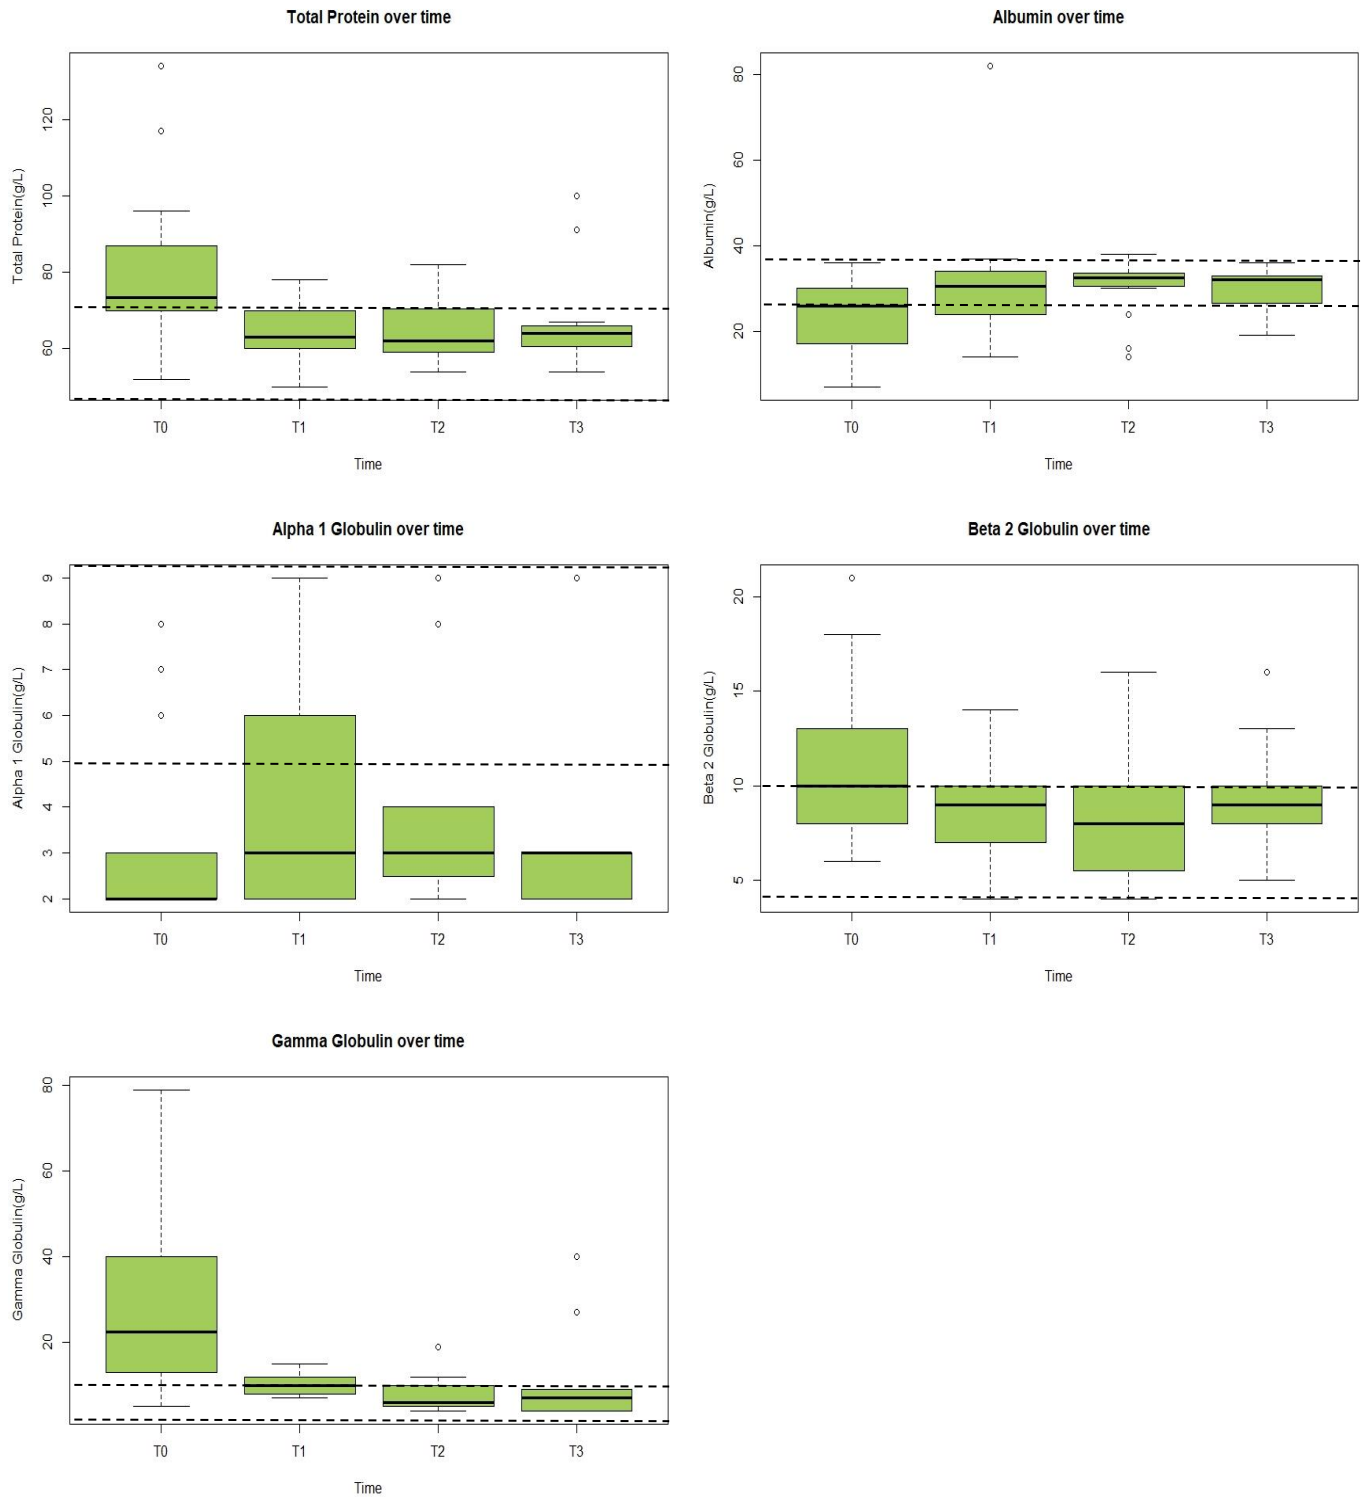 Total Protein over time
Total Protein(g/L)
120
100
80
60
T0 T1 T2 T3
Time
Albumin over time
Albumin(g/L)
80
60
40
20
T0 T1 T2 T3
Time
Alpha 1 Globulin over time
Alpha 1 Globulin(g/L)
9
8
7
6
5
4
3
2
T0 T1 T2 T3
Time
Beta 2 Globulin over time
Beta 2 Globulin(g/L)
20
15
10
5
T0 T1 T2 T3
Time
Gamma Globulin over time
Gamma Globulin(g/L)
80
60
40
20
T0 T1 T2 T3
Time